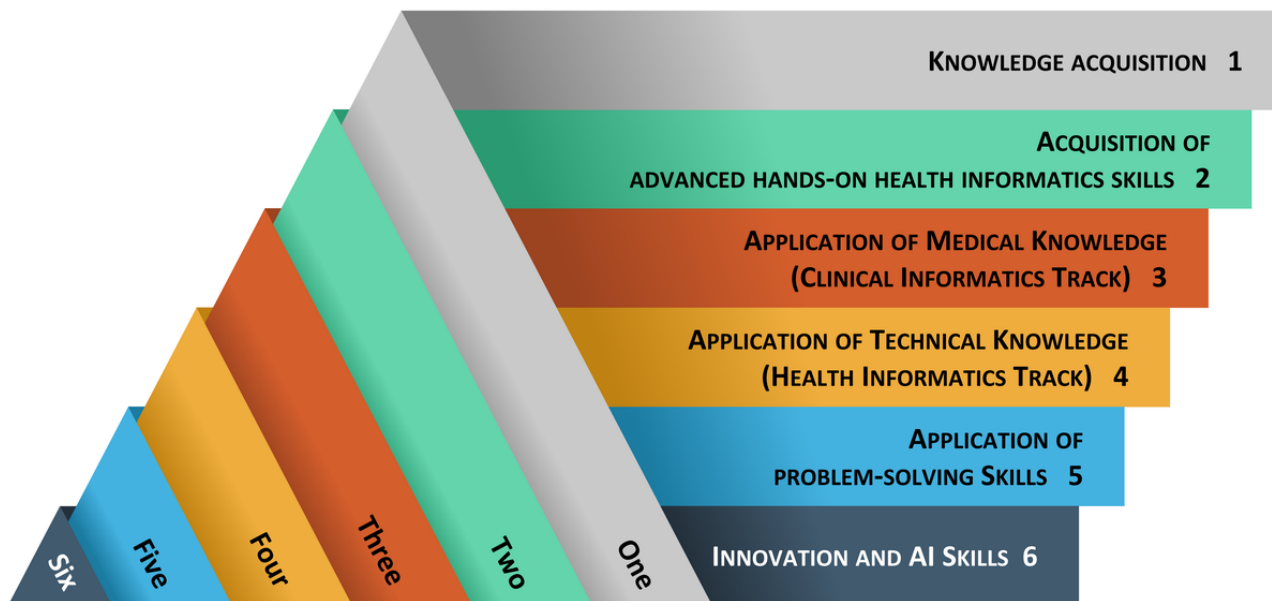 Knowledge acquisition 1
Acquisition of
advanced hands-on health informatics skills 2
Application of Medical Knowledge
(Clinical Informatics Track) 3
Application of Technical Knowledge
(Health Informatics Track) 4
Application of
problem-solving Skills 5
Innovation and AI Skills 6
Six
Five
Four
Three
Two
One